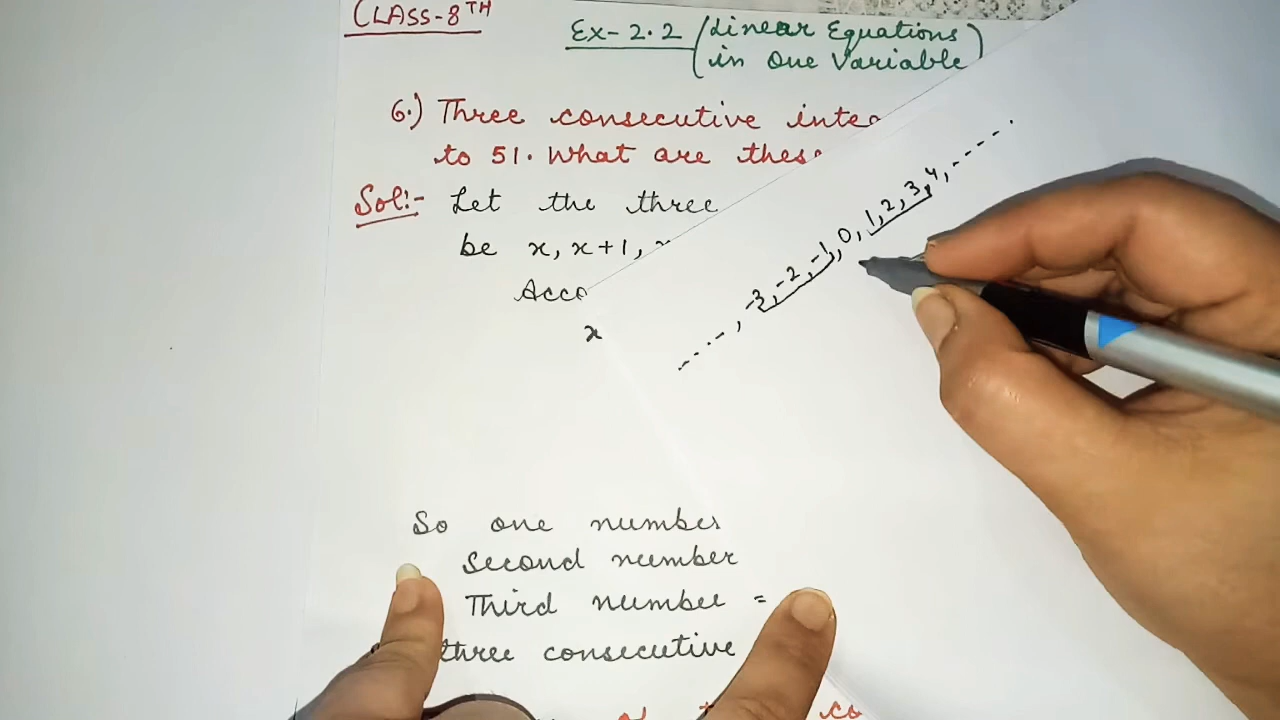 CLASS-8TH
Ex-2.2 (Linear Equations
in One Variable)
6.) Three consecutive inte
to 51. What are these
Sol:- Let the three
be x, x+1,
Acco
x
...., -3, -2, -1, 0, 1, 2, 3, 4, .....
So one number
Second number
Third number =
three consecutive
co